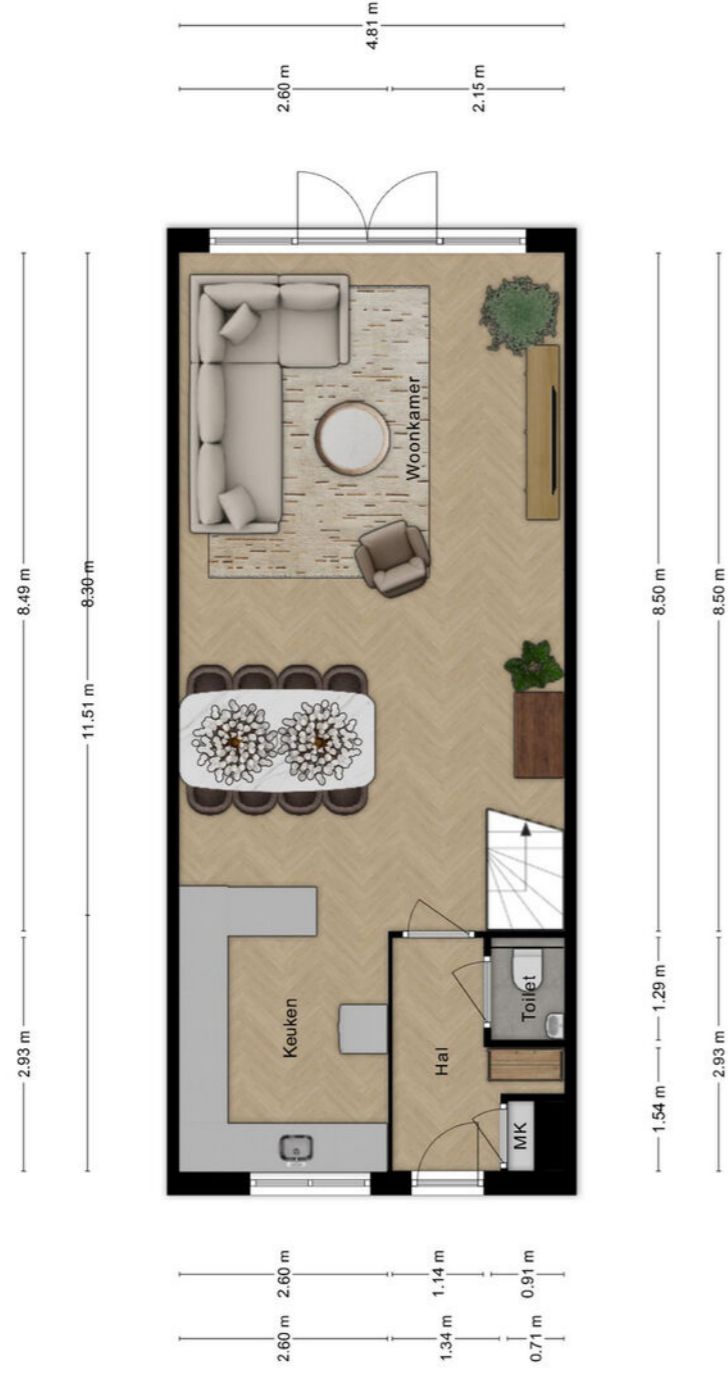 4.81 m
2.60 m
2.15 m
8.49 m
8.30 m
11.51 m
2.93 m
Woonkamer
Keuken
Hal
Toilet
MK
8.50 m
8.50 m
1.29 m
1.54 m
2.93 m
2.60 m
1.14 m
0.91 m
2.60 m
1.34 m
0.71 m